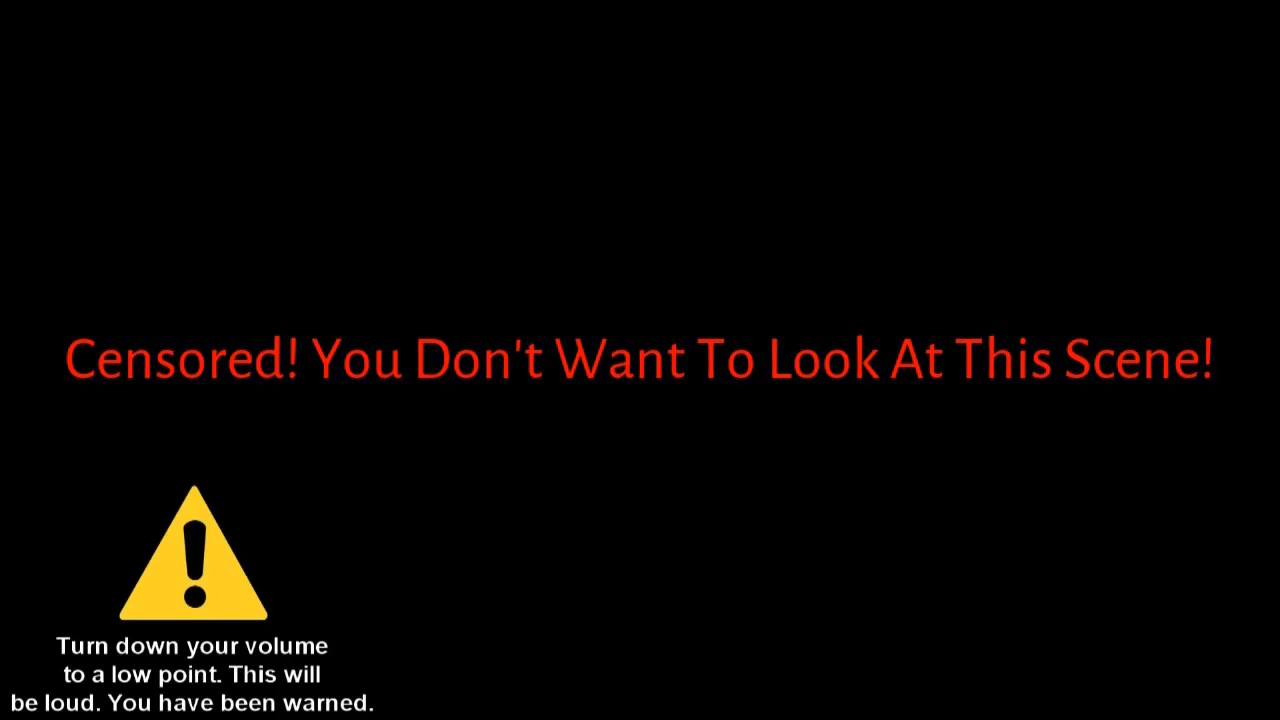 Censored! You Don't Want To Look At This Scene!
Turn down your volume
to a low point. This will
be loud. You have been warned.